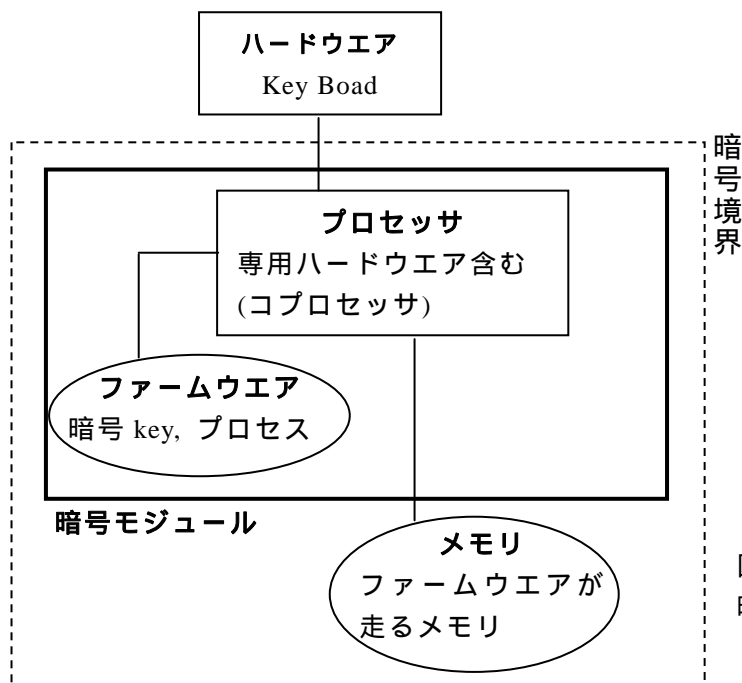 ハードウエア
Key Boad
暗号境界
プロセッサ
専用ハードウエア含む
(コプロセッサ)
ファームウエア
暗号 key, プロセス
暗号モジュール
メモリ
ファームウエアが
走るメモリ